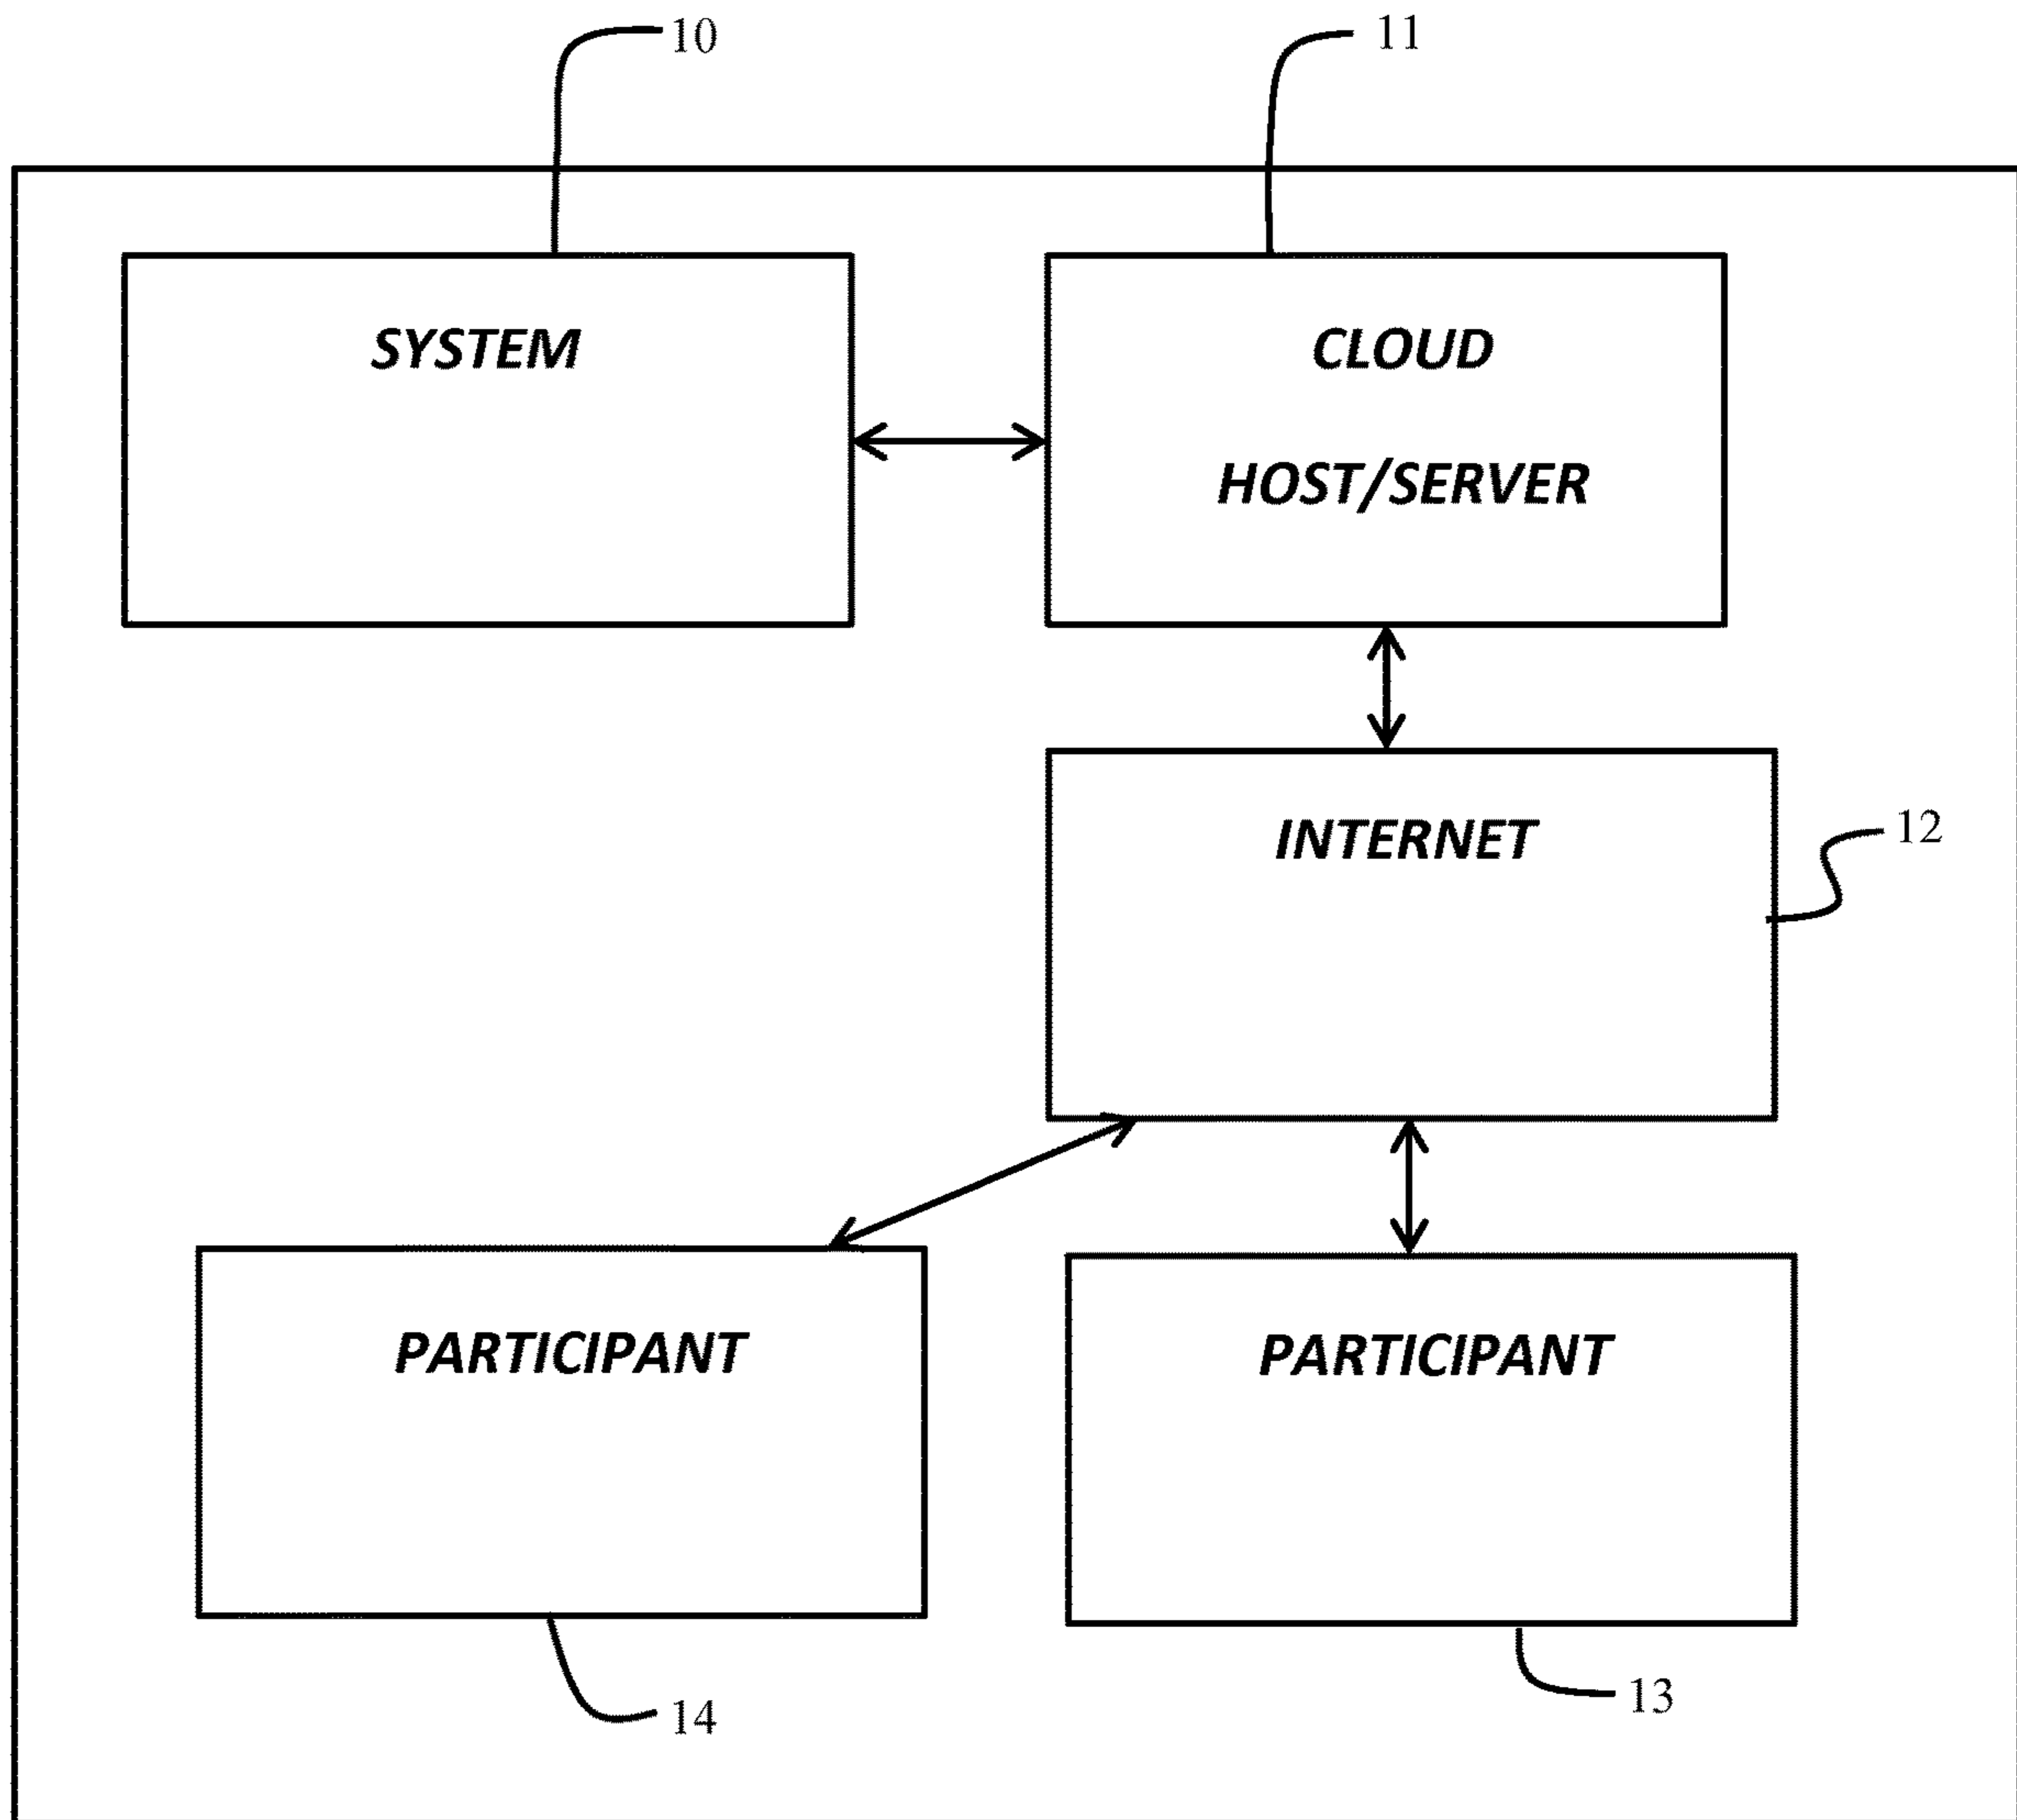 10
11
SYSTEM
CLOUD
HOST/SERVER
INTERNET
12
PARTICIPANT
PARTICIPANT
14
13